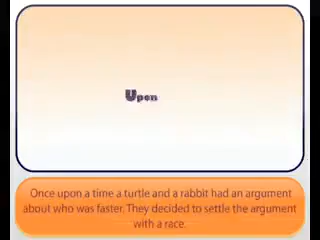 Upon
Once upon a time a turtle and a rabbit had an argument
about who was faster. They decided to settle the argument
with a race.